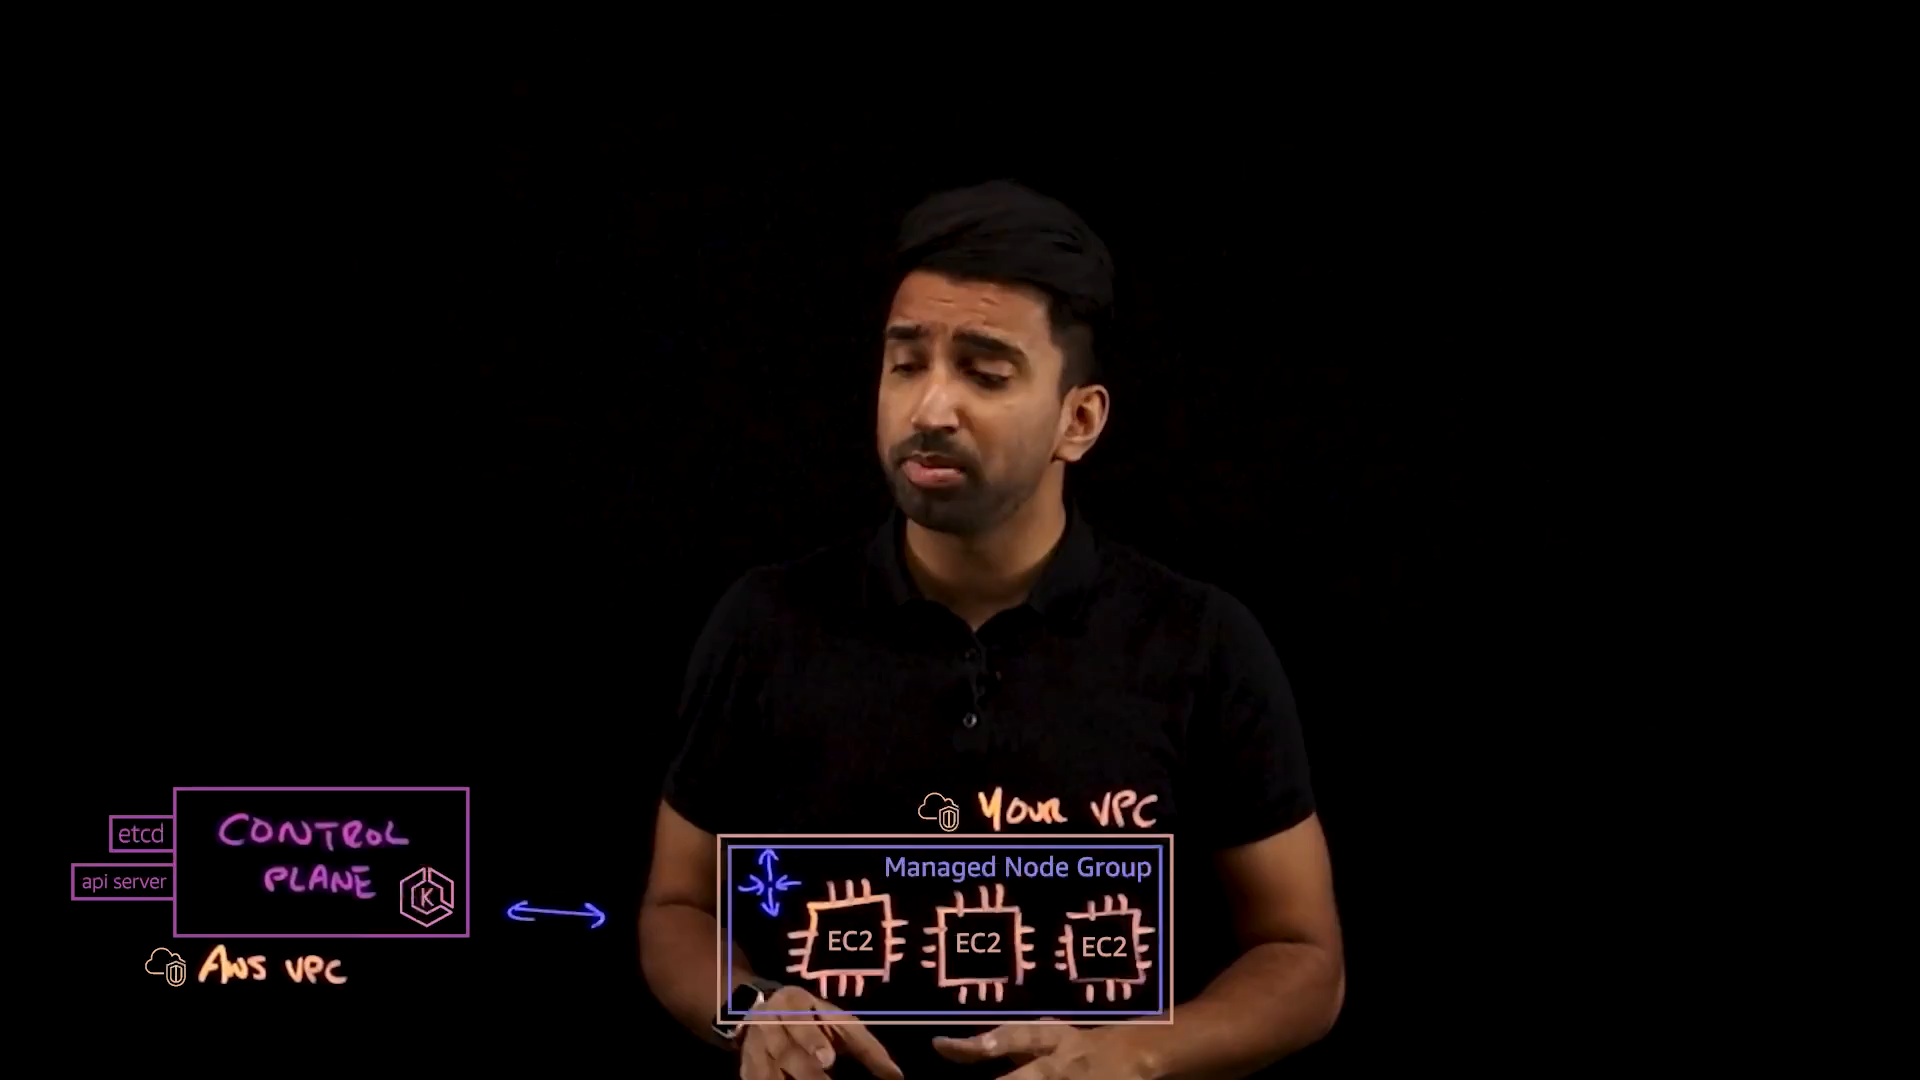 etcd
api server
CONTROL
PLANE
K
AWS VPC
YOUR VPC
Managed Node Group
EC2
EC2
EC2